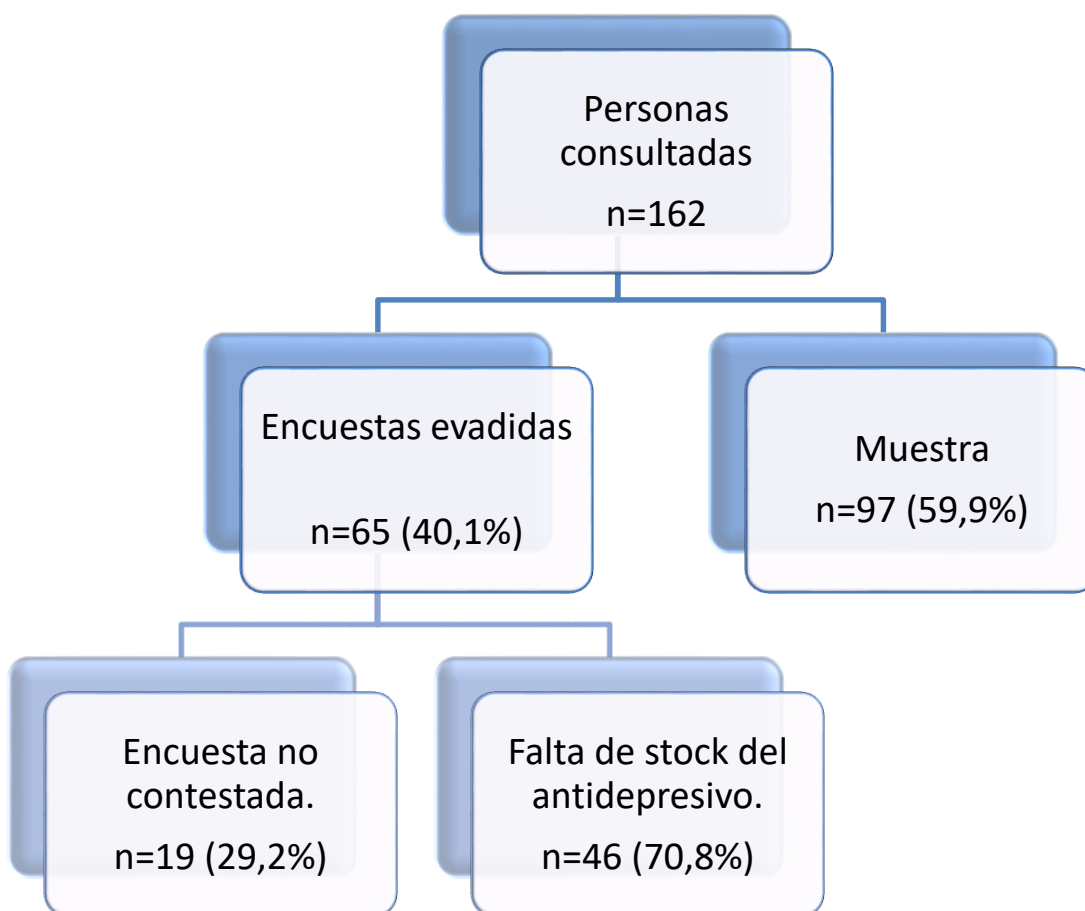 Personas
consultadas
n=162
Encuestas evadidas
n=65 (40,1%)
Muestra
n=97 (59,9%)
Encuesta no
contestada.
n=19 (29,2%)
Falta de stock del
antidepresivo.
n=46 (70,8%)